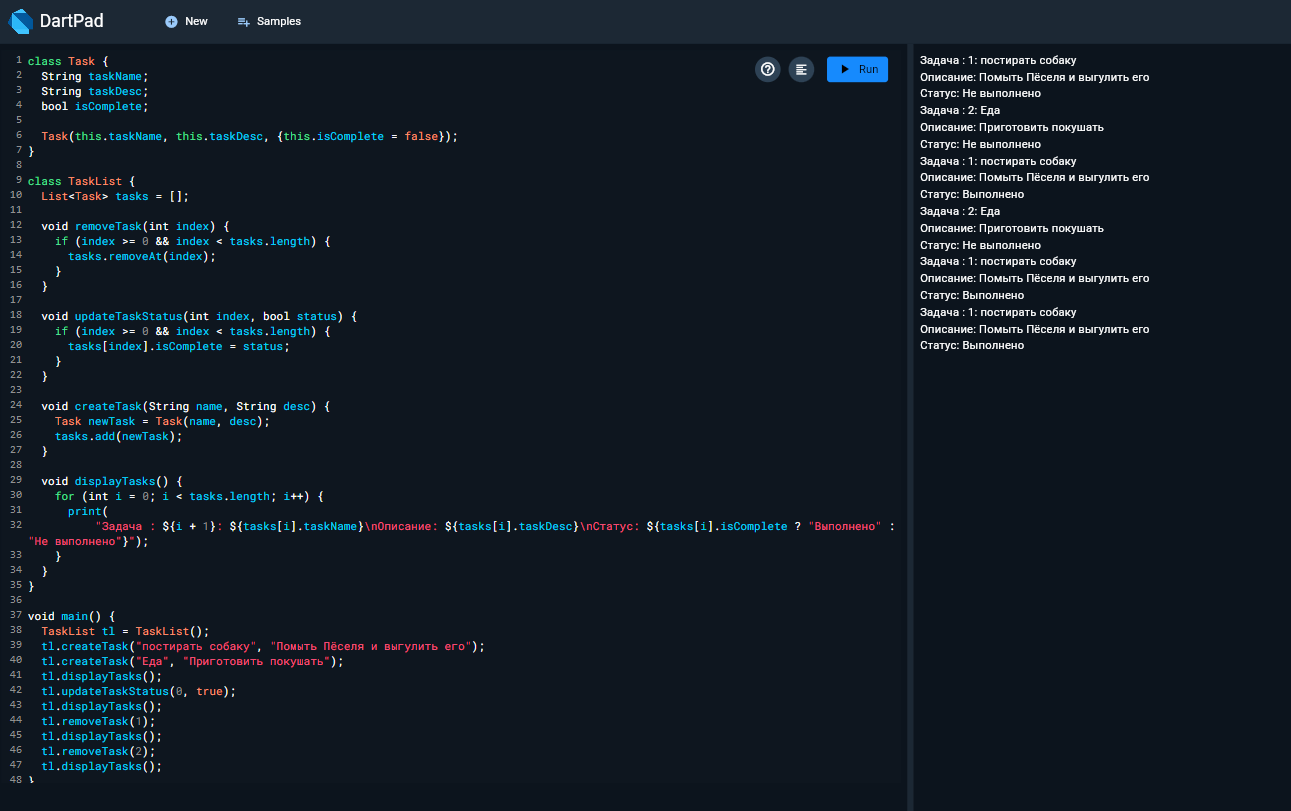 DartPad
New
Samples
Run
1 class Task {
2 String taskName;
3 String taskDesc;
4 bool isComplete;
5
6 Task(this.taskName, this.taskDesc, {this.isComplete = false});
7 }
8
9 class TaskList {
10 List<Task> tasks = [];
11
12 void removeTask(int index) {
13 if (index >= 0 && index < tasks.length) {
14 tasks.removeAt(index);
15 }
16 }
17
18 void updateTaskStatus(int index, bool status) {
19 if (index >= 0 && index < tasks.length) {
20 tasks[index].isComplete = status;
21 }
22 }
23
24 void createTask(String name, String desc) {
25 Task newTask = Task(name, desc);
26 tasks.add(newTask);
27 }
28
29 void displayTasks() {
30 for (int i = 0; i < tasks.length; i++) {
31 print(
32 "Задача : ${i + 1}: ${tasks[i].taskName}\nОписание: ${tasks[i].taskDesc}\nСтатус: ${tasks[i].isComplete ? "Выполнено" :
"Не выполнено"}");
33 }
34 }
35 }
36
37 void main() {
38 TaskList tl = TaskList();
39 tl.createTask("постирать собаку", "Помыть Пёселя и выгулить его");
40 tl.createTask("Еда", "Приготовить покушать");
41 tl.displayTasks();
42 tl.updateTaskStatus(0, true);
43 tl.displayTasks();
44 tl.removeTask(1);
45 tl.displayTasks();
46 tl.removeTask(2);
47 tl.displayTasks();
48 }
Задача : 1: постирать собаку
Описание: Помыть Пёселя и выгулить его
Статус: Не выполнено
Задача : 2: Еда
Описание: Приготовить покушать
Статус: Не выполнено
Задача : 1: постирать собаку
Описание: Помыть Пёселя и выгулить его
Статус: Выполнено
Задача : 2: Еда
Описание: Приготовить покушать
Статус: Не выполнено
Задача : 1: постирать собаку
Описание: Помыть Пёселя и выгулить его
Статус: Выполнено
Задача : 1: постирать собаку
Описание: Помыть Пёселя и выгулить его
Статус: Выполнено